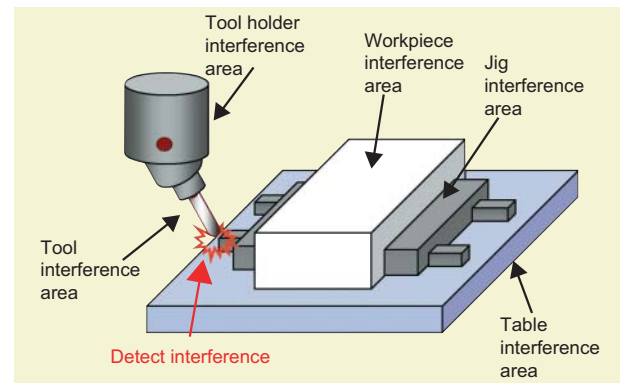 Tool holder
interference
area
Workpiece
interference
area
Jig
interference
area
Tool
interference
area
Detect interference
Table
interference
area